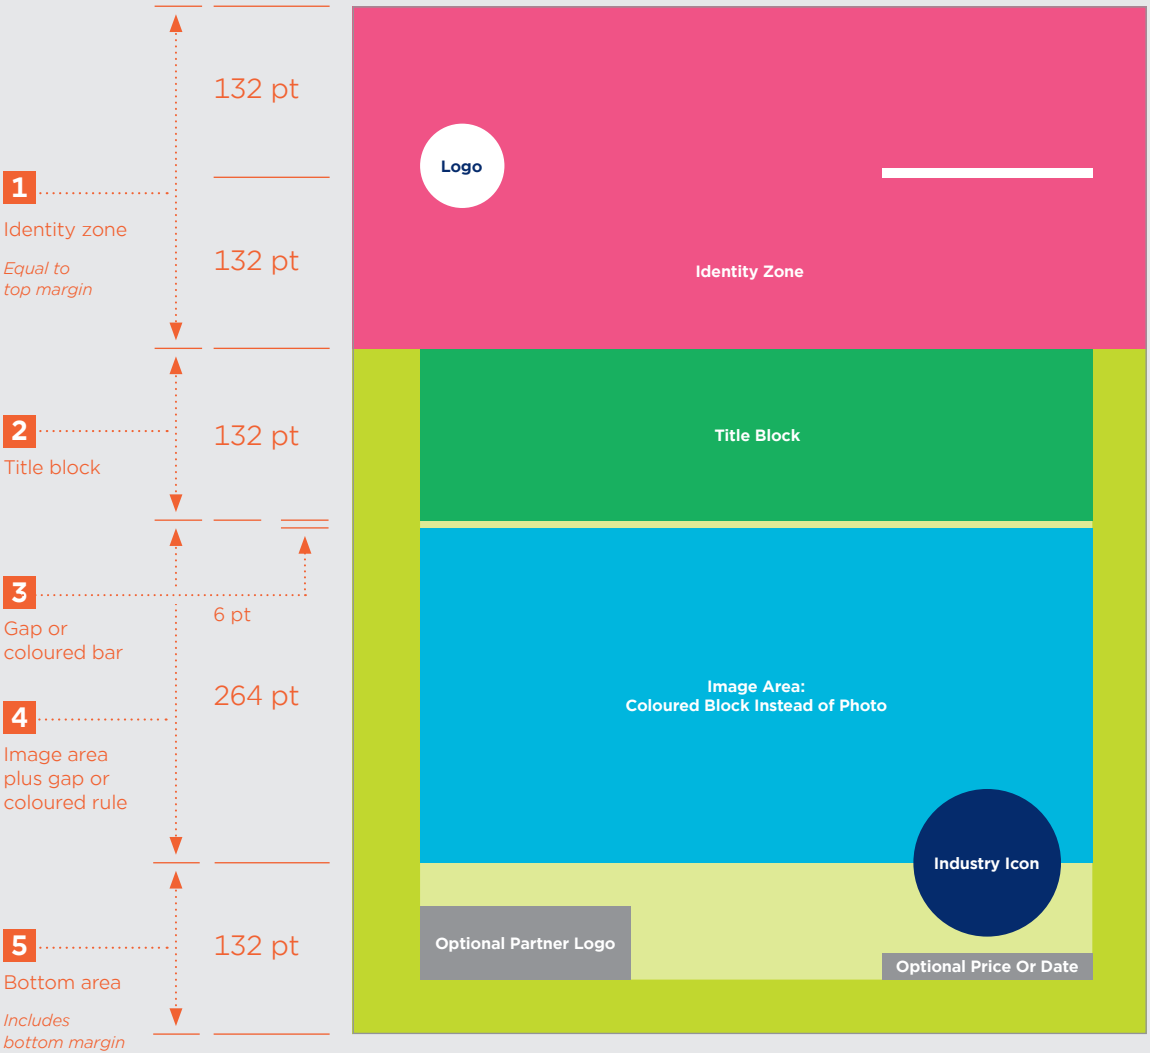 132 pt
1
Identity zone
Equal to
top margin
132 pt
2
Title block
132 pt
3
Gap or
coloured bar
6 pt
264 pt
4
Image area
plus gap or
coloured rule
5
Bottom area
Includes
bottom margin
132 pt
Logo
Identity Zone
Title Block
Image Area:
Coloured Block Instead of Photo
Industry Icon
Optional Partner Logo
Optional Price Or Date